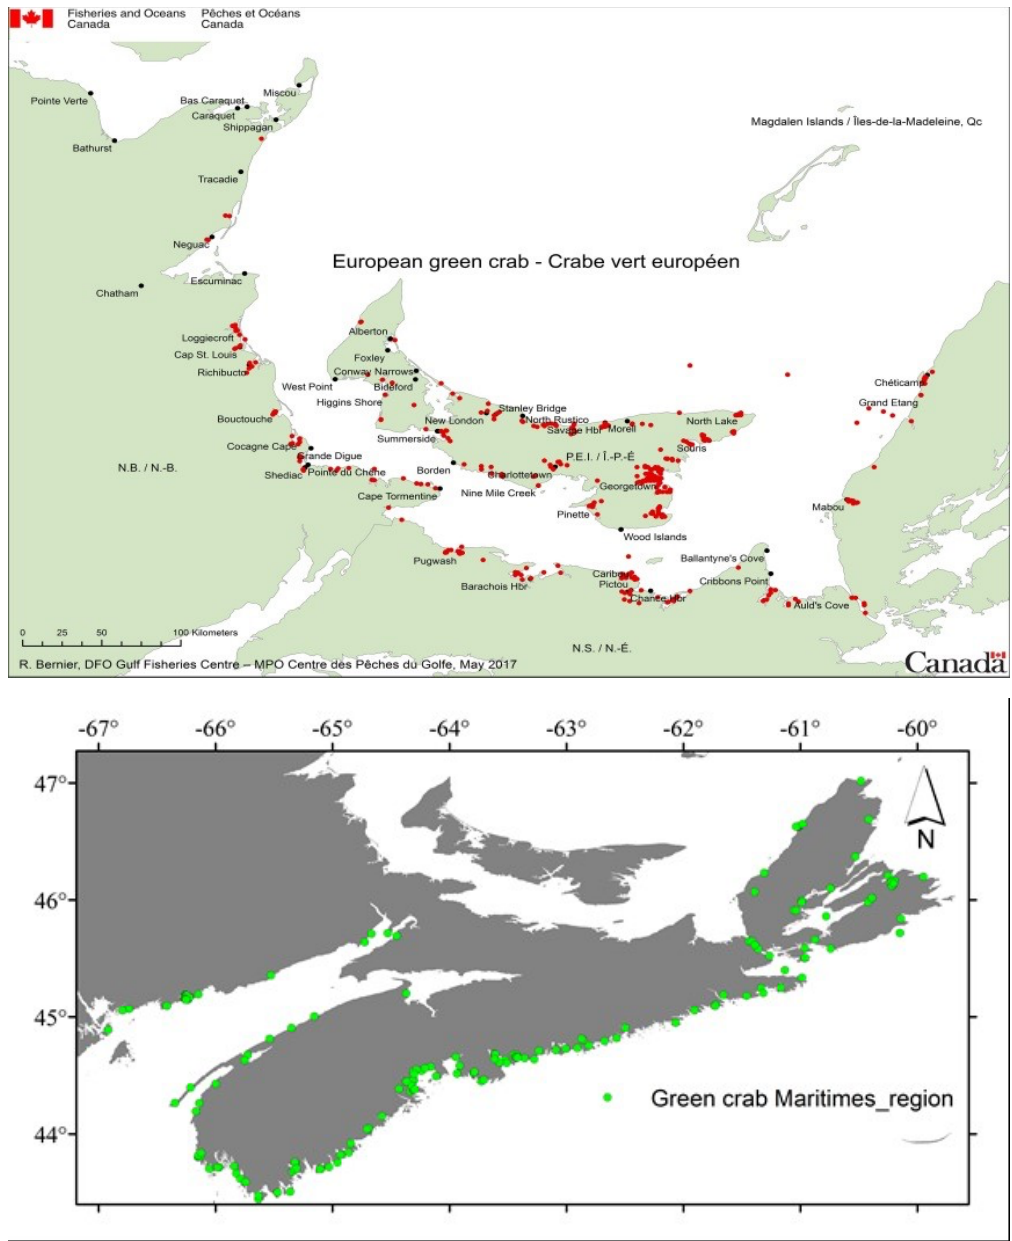 Fisheries and Oceans Pêches et Océans
Canada Canada
Miscou
Pointe Verte
Bas Caraquet
Caraquet
Shippagan
Magdalen Islands / Îles-de-la-Madeleine, Qc
Bathurst
Tracadie
Neguac
European green crab - Crabe vert européen
Escuminac
Chatham
Alberton
Loggiecroft
Cap St. Louis
Foxley
Richibucto
Conway Narrows
West Point
Bideford
Chéticamp
Higgins Shore
Grand Etang
Stanley Bridge
Bouctouche
New London
North Rustico
North Lake
Savage Hbr
Morell
Summerside
Cocagne Cape
Souris
Grande Digue
P.E.I. / Î.-P.-É
N.B. / N.-B.
Shediac
Pointe du Chêne
Borden
Charlottetown
Georgetown
Cape Tormentine
Nine Mile Creek
Mabou
Pinette
Wood Islands
Pugwash
Ballantyne's Cove
Caribou
Cribbons Point
Barachois Hbr
Pictou
Chance Hbr
Auld's Cove
0 25 50 100 Kilometers
N.S. / N.-É.
R. Bernier, DFO Gulf Fisheries Centre – MPO Centre des Pêches du Golfe, May 2017
Canada
-67° -66° -65° -64° -63° -62° -61° -60°
47°
N
46°
45°
Green crab Maritimes_region
44°